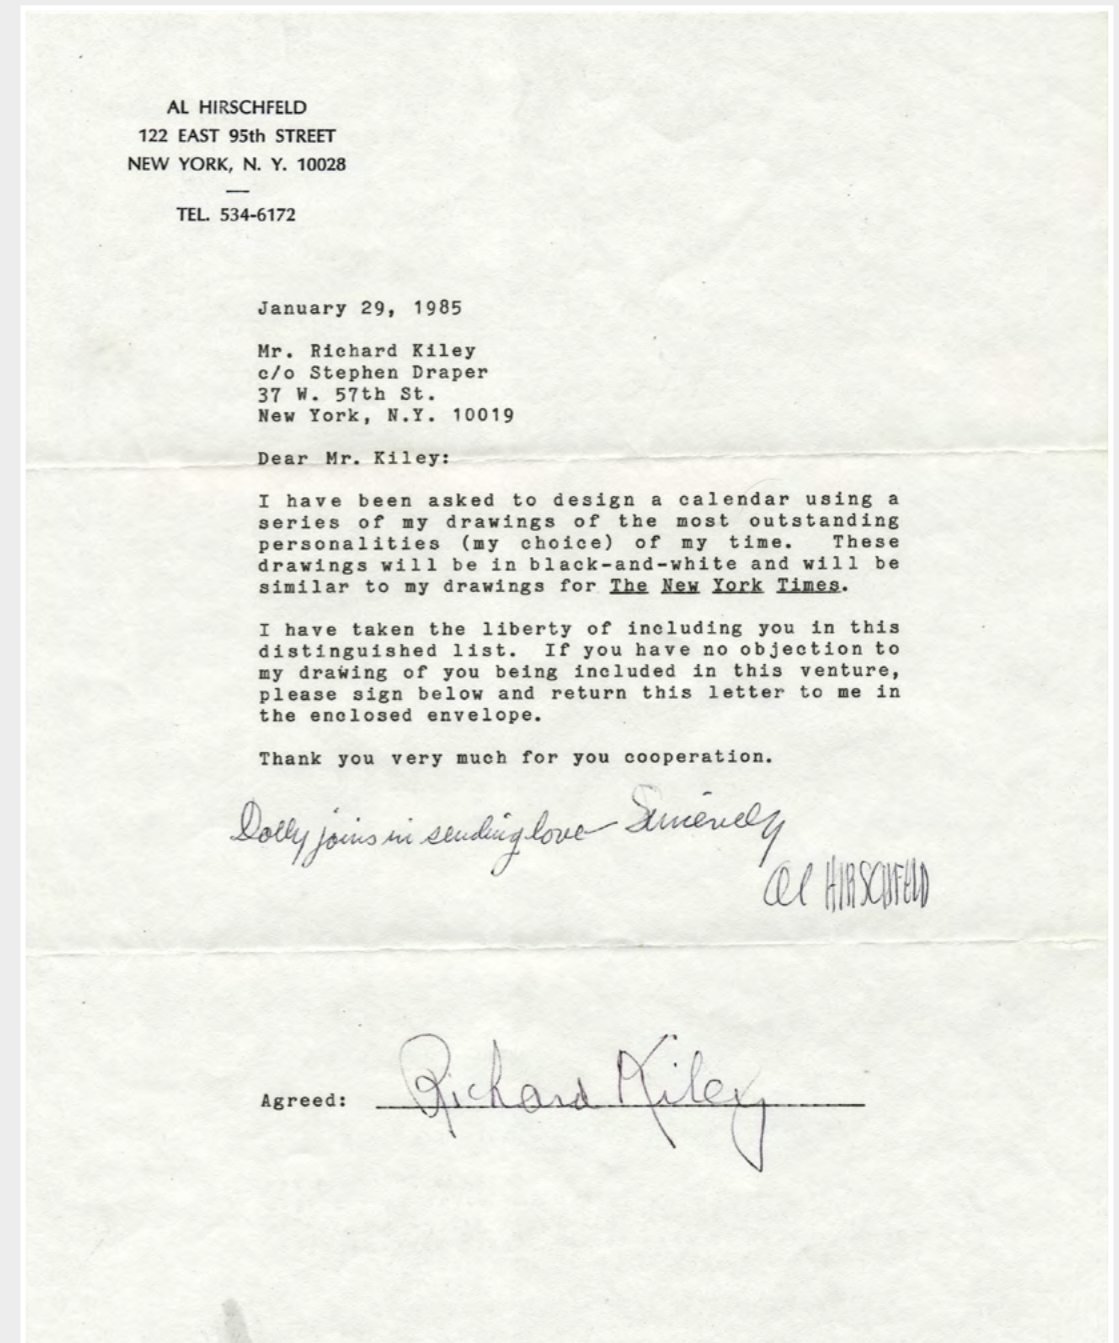 AL HIRSCHFELD
122 EAST 95th STREET
NEW YORK, N. Y. 10028
—
TEL. 534-6172
January 29, 1985
Mr. Richard Kiley
c/o Stephen Draper
37 W. 57th St.
New York, N.Y. 10019
Dear Mr. Kiley:
I have been asked to design a calendar using a
series of my drawings of the most outstanding
personalities (my choice) of my time. These
drawings will be in black-and-white and will be
similar to my drawings for The New York Times.
I have taken the liberty of including you in this
distinguished list. If you have no objection to
my drawing of you being included in this venture,
please sign below and return this letter to me in
the enclosed envelope.
Thank you very much for you cooperation.
Dolly joins in sending love - Sincerely
Al HIRSCHFELD
Agreed: Richard Kiley